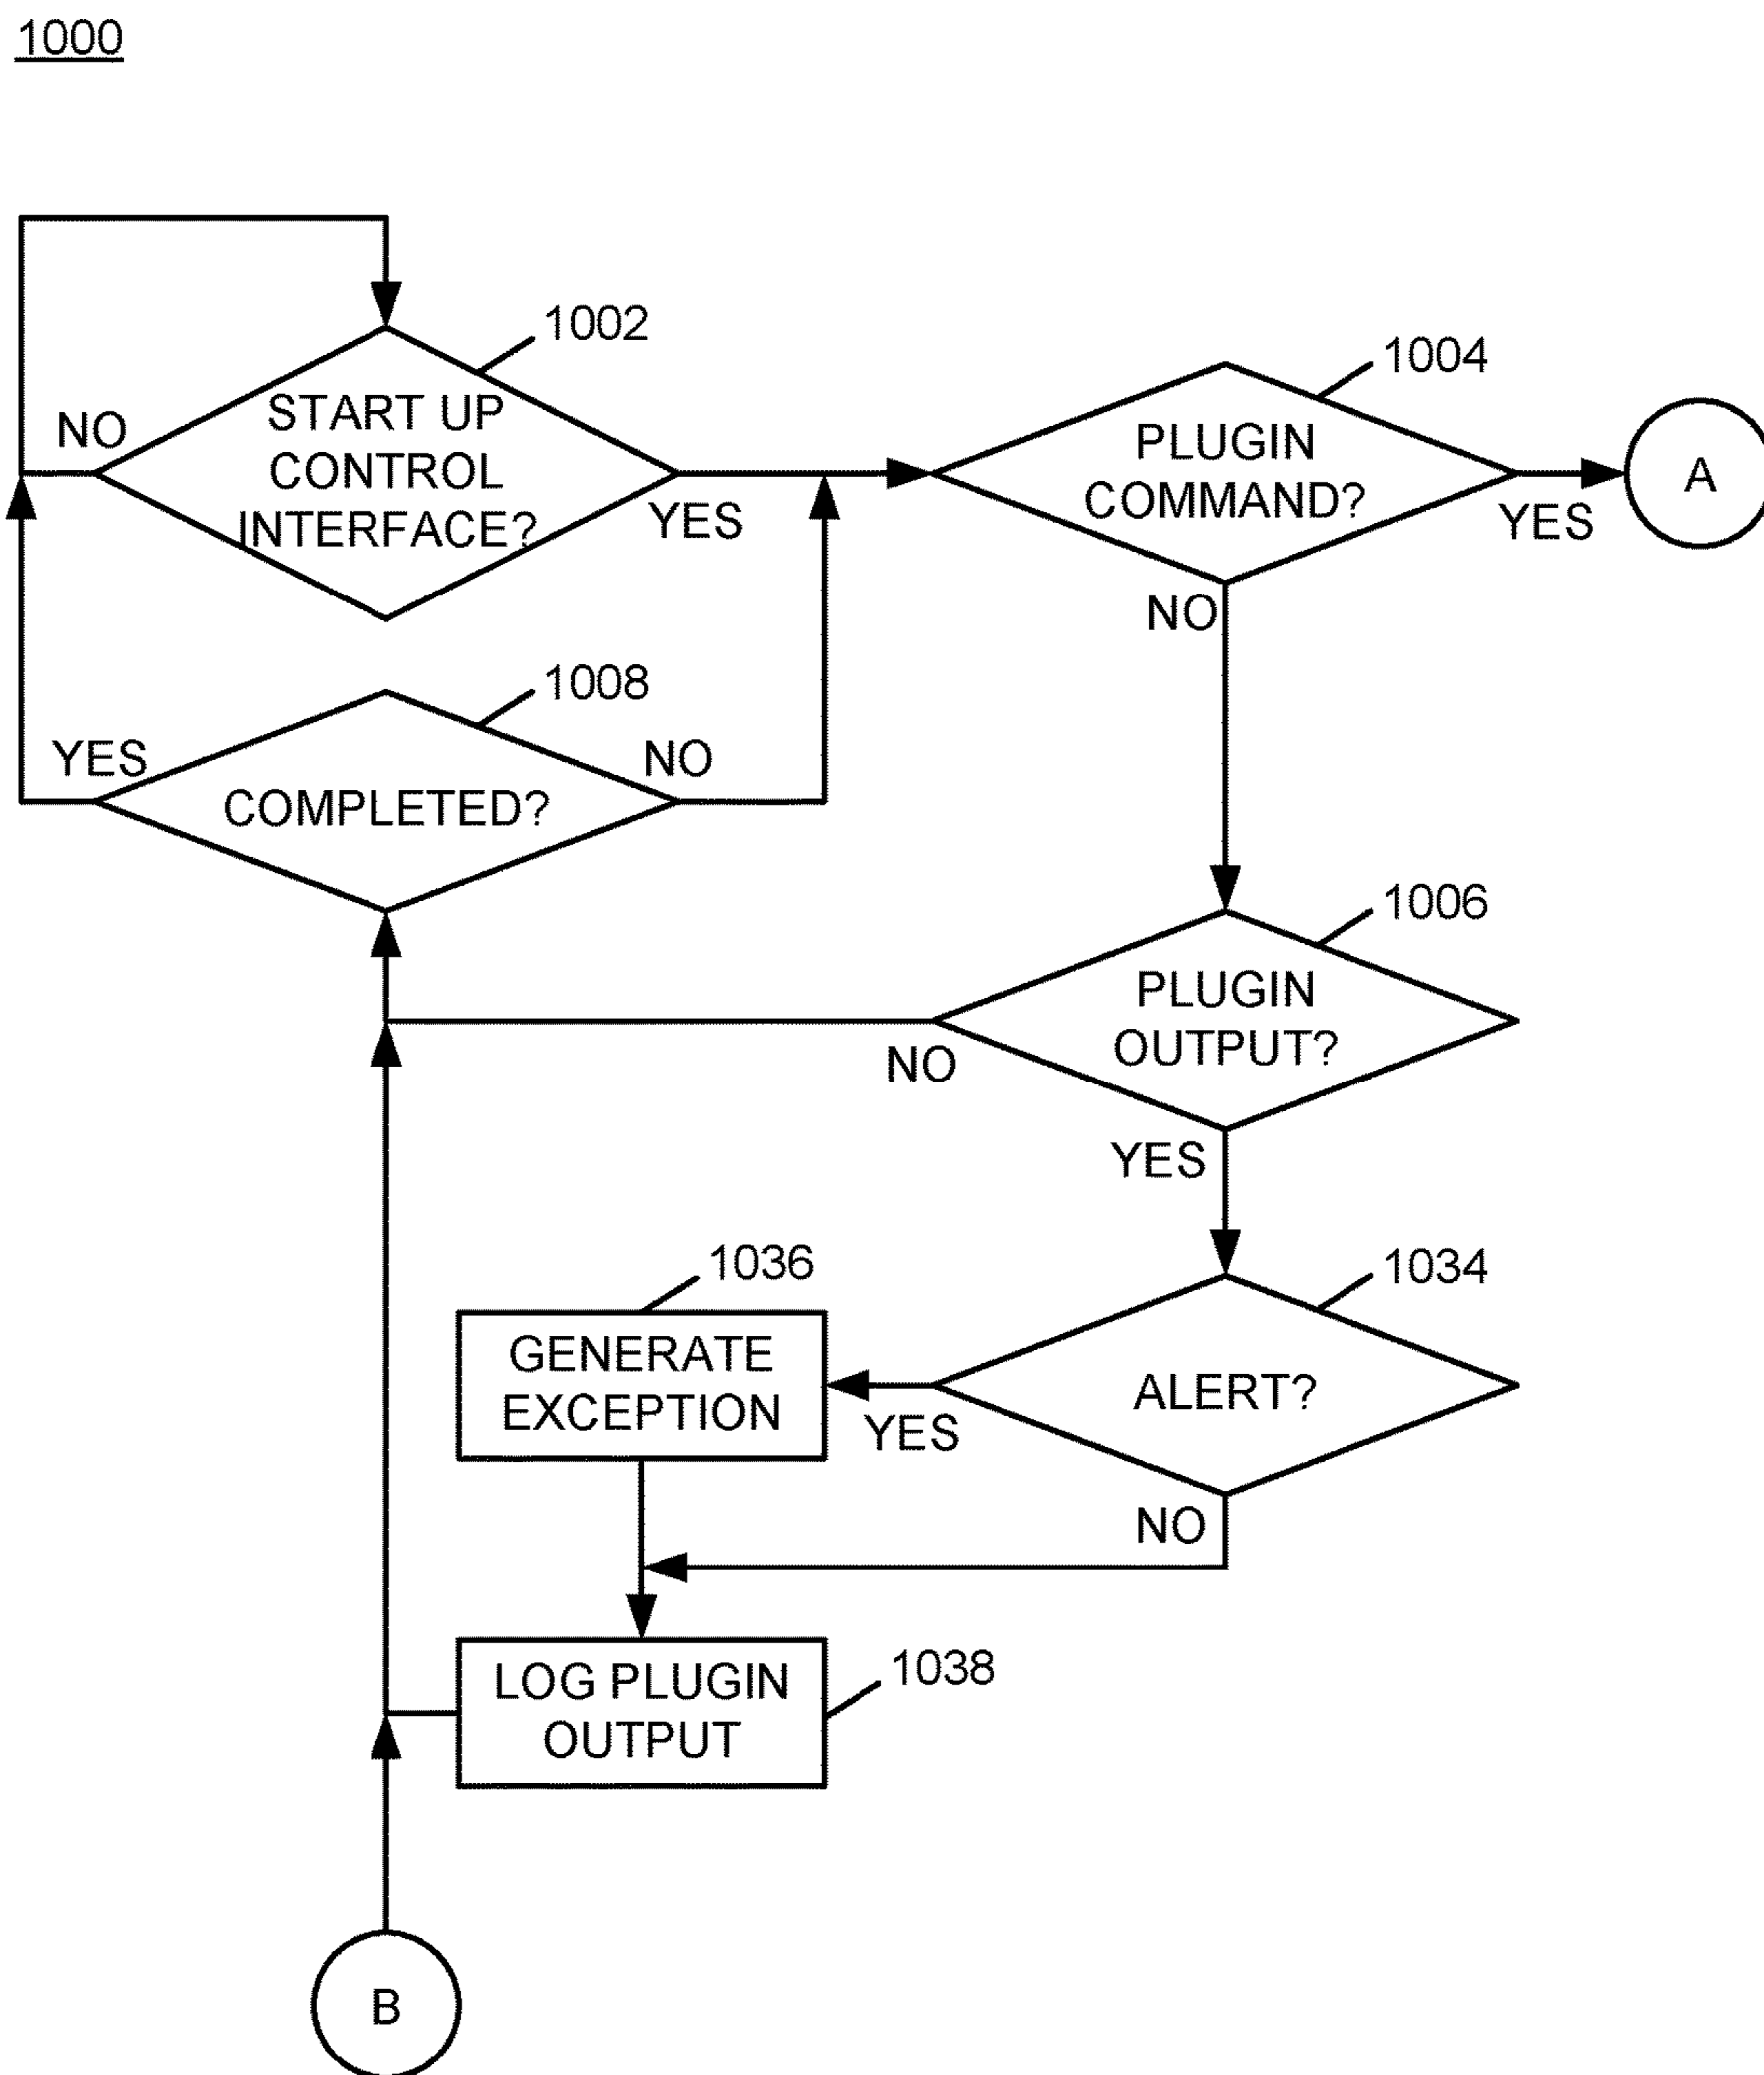 1000
1002
START UP
CONTROL
INTERFACE?
NO
YES
1004
PLUGIN
COMMAND?
YES
A
NO
1008
COMPLETED?
YES
NO
1006
PLUGIN
OUTPUT?
NO
YES
1034
ALERT?
YES
NO
1036
GENERATE
EXCEPTION
1038
LOG PLUGIN
OUTPUT
B